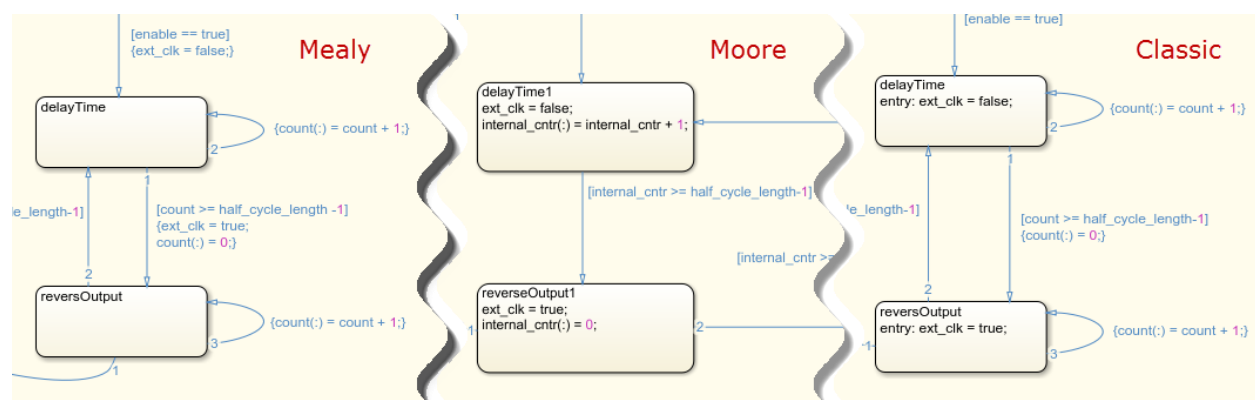 Mealy
[enable == true]
{ext_clk = false;}
delayTime
{count(:) = count + 1;}
2
1
e_length-1]
[count >= half_cycle_length -1]
{ext_clk = true;
count(:) = 0;}
2
reversOutput
{count(:) = count + 1;}
3
1
Moore
1
delayTime1
ext_clk = false;
internal_cntr(:) = internal_cntr + 1;
[internal_cntr >= half_cycle_length-1]
[internal_cntr >=
reverseOutput1
ext_clk = true;
internal_cntr(:) = 0;
1
2
Classic
[enable == true]
delayTime
entry: ext_clk = false;
{count(:) = count + 1;}
2
1
le_length-1]
[count >= half_cycle_length-1]
{count(:) = 0;}
2
reversOutput
entry: ext_clk = true;
{count(:) = count + 1;}
3
1